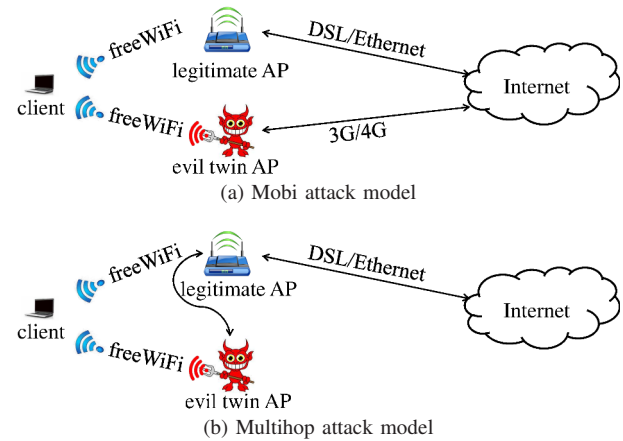 freeWiFi
DSL/Ethernet
legitimate AP
Internet
client
freeWiFi
3G/4G
evil twin AP
(a) Mobi attack model
freeWiFi
DSL/Ethernet
legitimate AP
Internet
client
freeWiFi
evil twin AP
(b) Multihop attack model